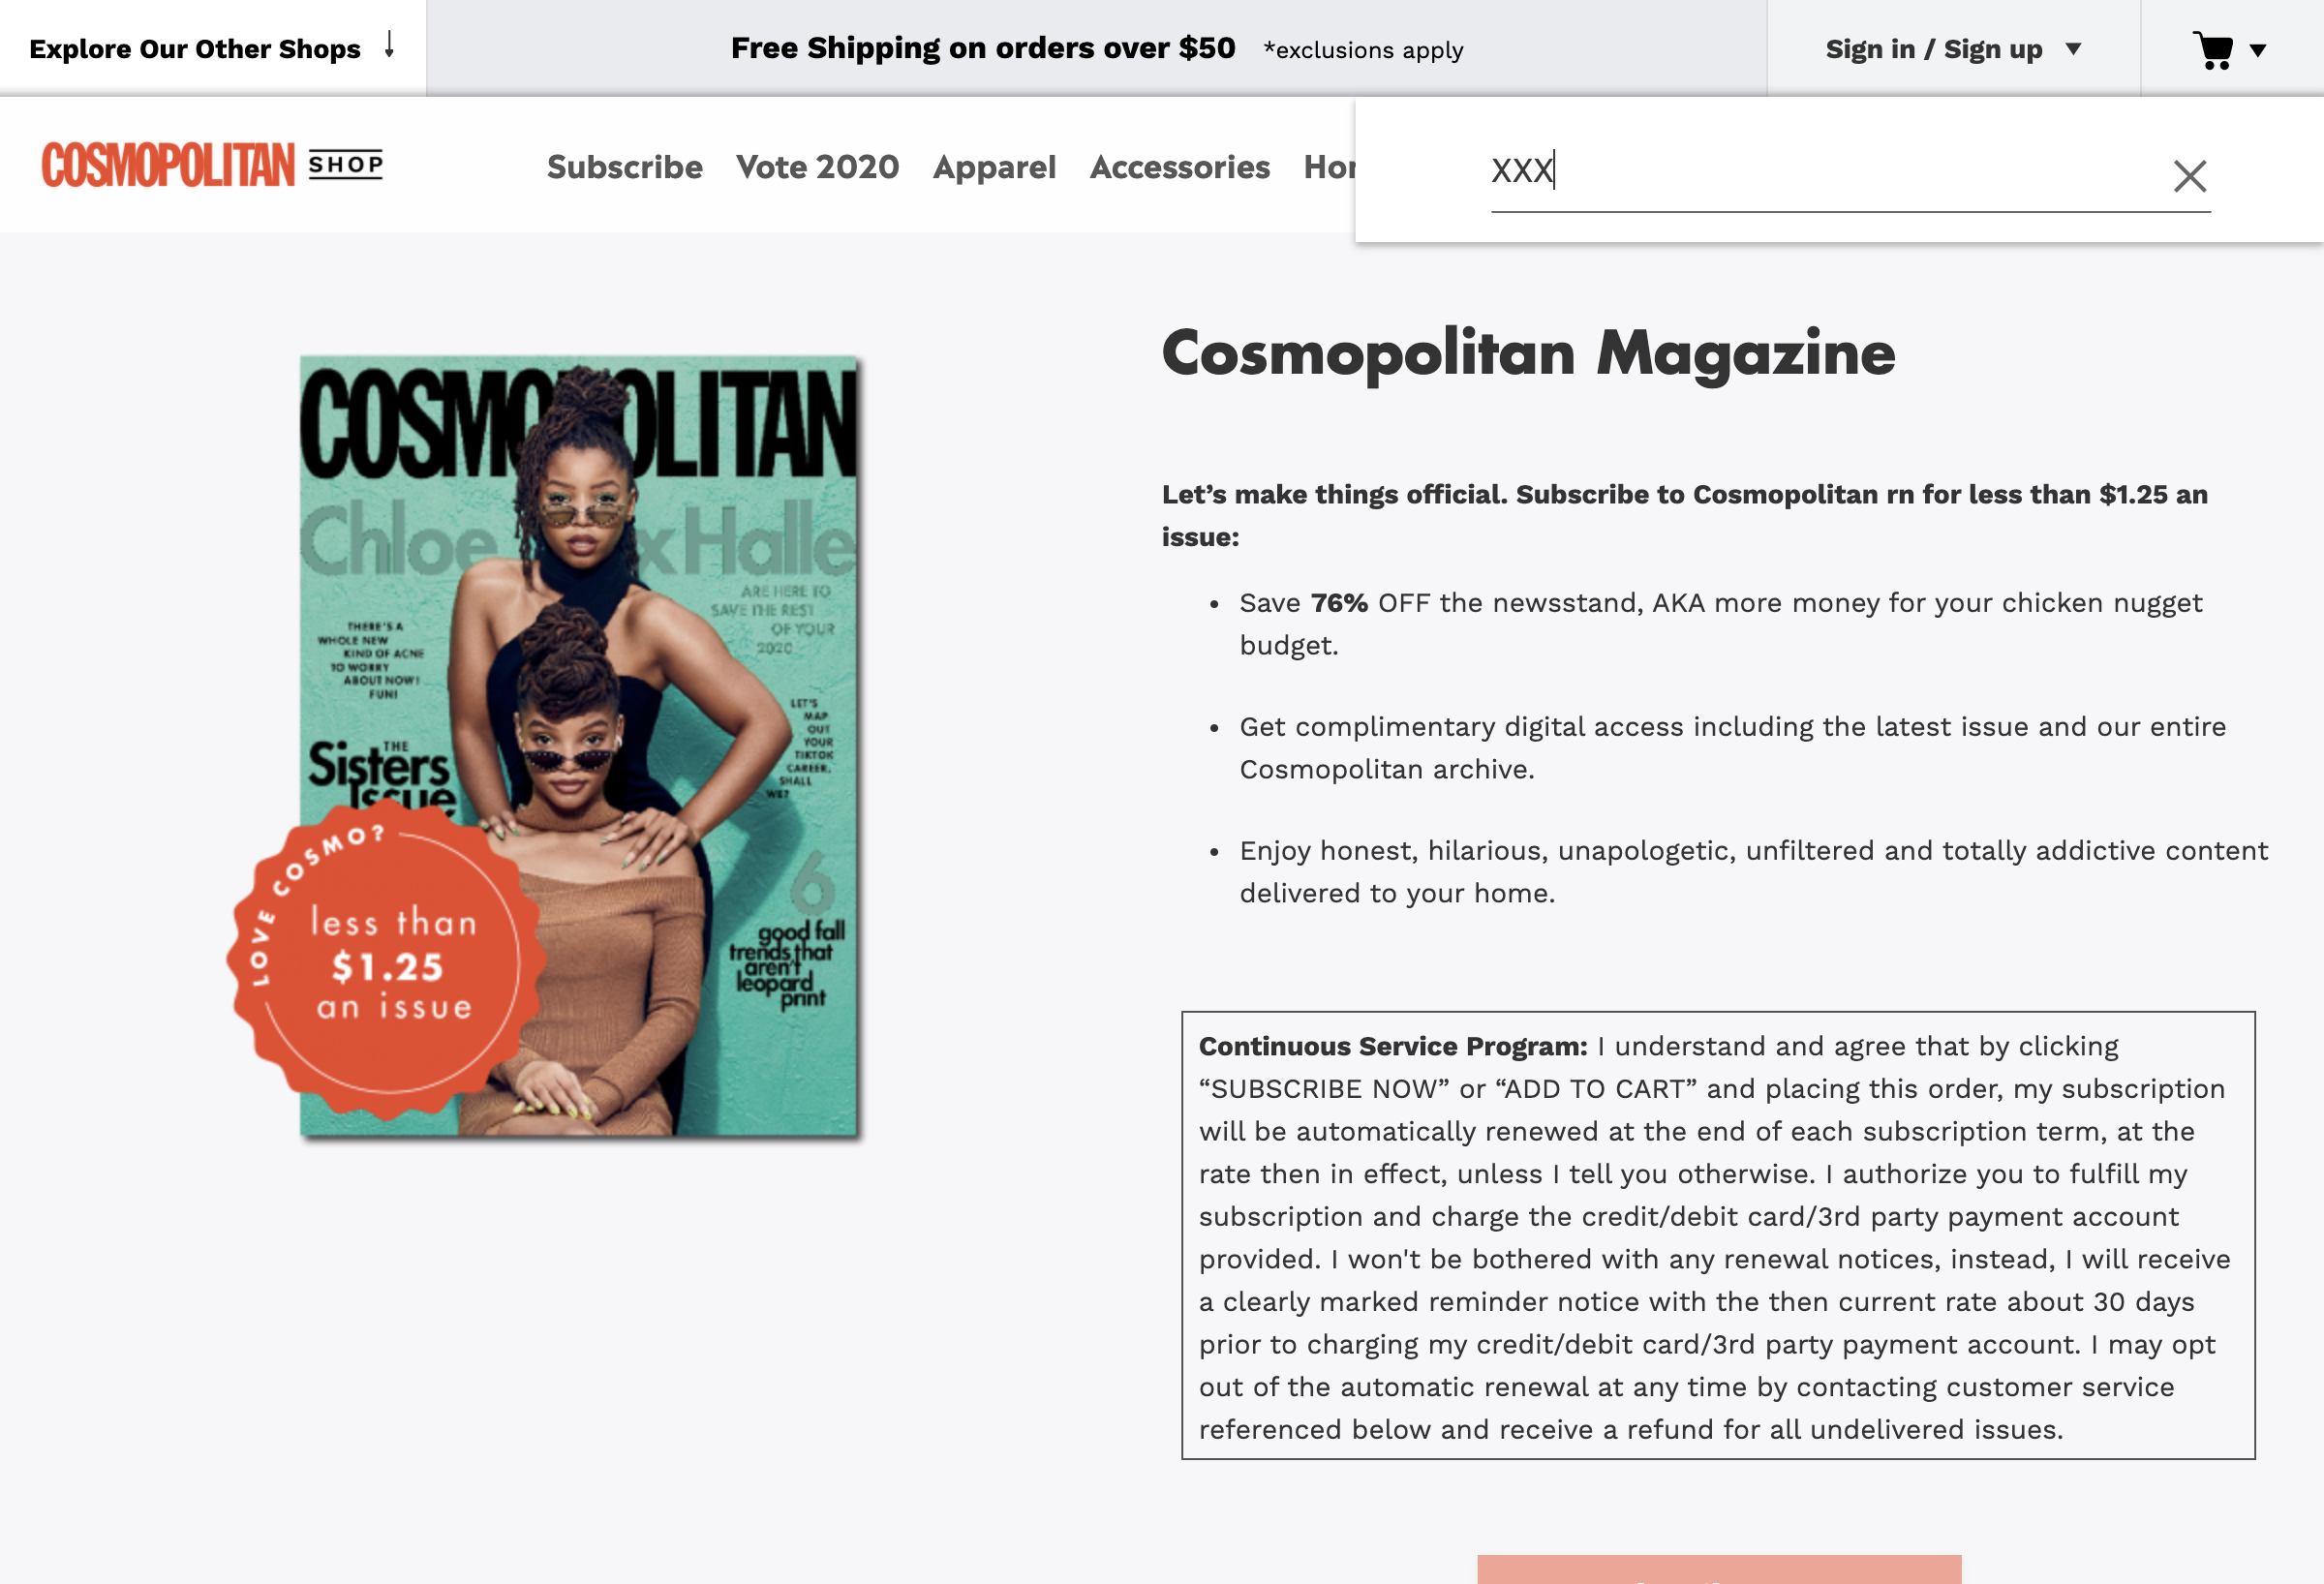 Explore Our Other Shops
Free Shipping on orders over $50 *exclusions apply
Sign in / Sign up
COSMOPOLITAN SHOP
Subscribe Vote 2020 Apparel Accessories Hor
XXX
COSMOPOLITAN
Chloe x Halle
ARE HERE TO
SAVE THE REST
OF YOUR
2020
THERE'S A
WHOLE NEW
KIND OF ACNE
TO WORRY
ABOUT NOW!
FUN!
LET'S
MAP
OUT
YOUR
TIKTOK
CAREER,
SHALL
WE?
THE
Sisters
Issue
6
good fall
trends that
aren't
leopard
print
LOVE COSMO?
less than
$1.25
an issue
Cosmopolitan Magazine
Let’s make things official. Subscribe to Cosmopolitan rn for less than $1.25 an
issue:
• Save 76% OFF the newsstand, AKA more money for your chicken nugget
budget.
• Get complimentary digital access including the latest issue and our entire
Cosmopolitan archive.
• Enjoy honest, hilarious, unapologetic, unfiltered and totally addictive content
delivered to your home.
Continuous Service Program: I understand and agree that by clicking
“SUBSCRIBE NOW” or “ADD TO CART” and placing this order, my subscription
will be automatically renewed at the end of each subscription term, at the
rate then in effect, unless I tell you otherwise. I authorize you to fulfill my
subscription and charge the credit/debit card/3rd party payment account
provided. I won't be bothered with any renewal notices, instead, I will receive
a clearly marked reminder notice with the then current rate about 30 days
prior to charging my credit/debit card/3rd party payment account. I may opt
out of the automatic renewal at any time by contacting customer service
referenced below and receive a refund for all undelivered issues.